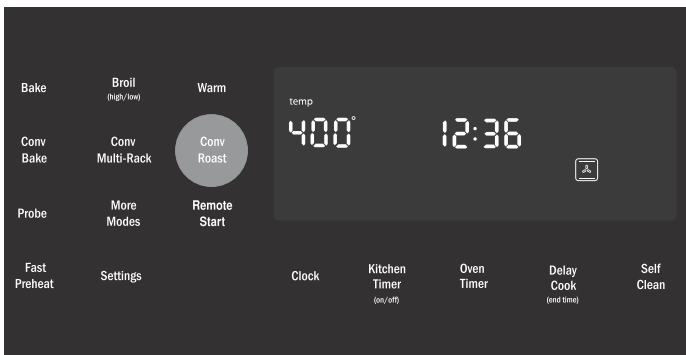 Bake
Broil
(high/low)
Warm
temp
400°
12:36
Conv
Bake
Conv
Multi-Rack
Conv
Roast
Probe
More
Modes
Remote
Start
Fast
Preheat
Settings
Clock
Kitchen
Timer
(on/off)
Oven
Timer
Delay
Cook
(end time)
Self
Clean